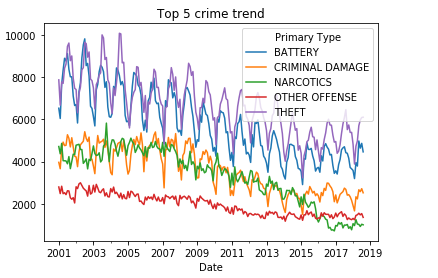 Top 5 crime trend
10000
8000
6000
4000
2000
Primary Type
BATTERY
CRIMINAL DAMAGE
NARCOTICS
OTHER OFFENSE
THEFT
2001 2003 2005 2007 2009 2011 2013 2015 2017 2019
Date